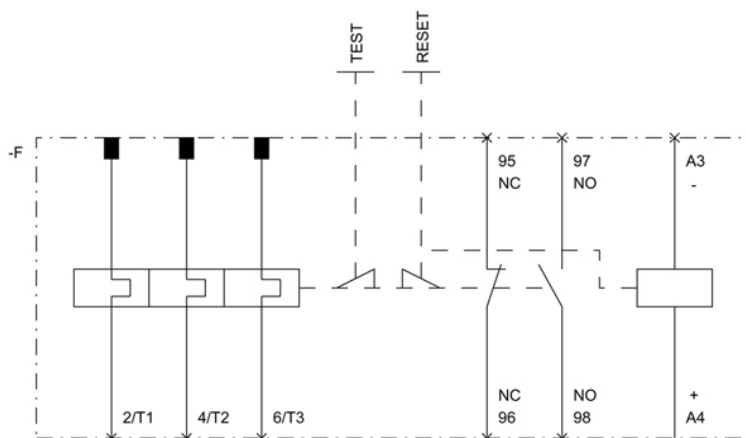 TEST
RESET
-F
95
97
A3
NC
NO
-
NC
NO
+
2/T1
4/T2
6/T3
96
98
A4